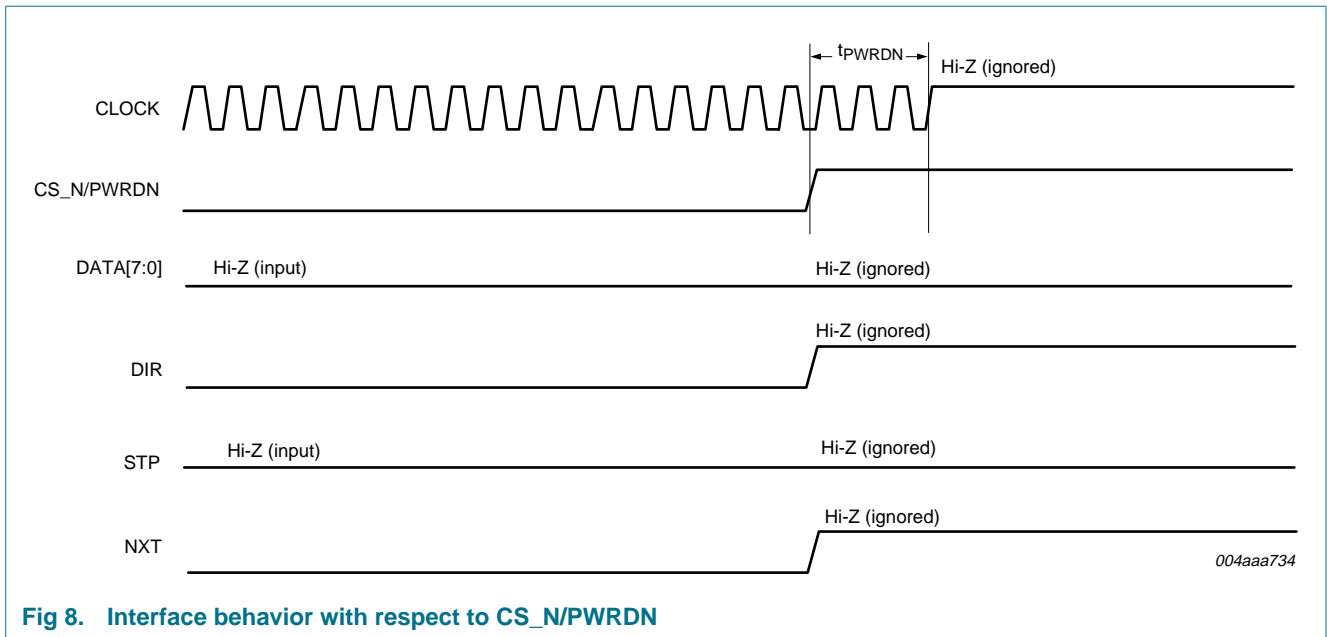 tPWRDN
Hi-Z (ignored)
CLOCK
CS_N/PWRDN
DATA[7:0]
Hi-Z (input)
Hi-Z (ignored)
Hi-Z (ignored)
DIR
Hi-Z (input)
Hi-Z (ignored)
STP
Hi-Z (ignored)
NXT
004aaa734
Fig 8. Interface behavior with respect to CS_N/PWRDN